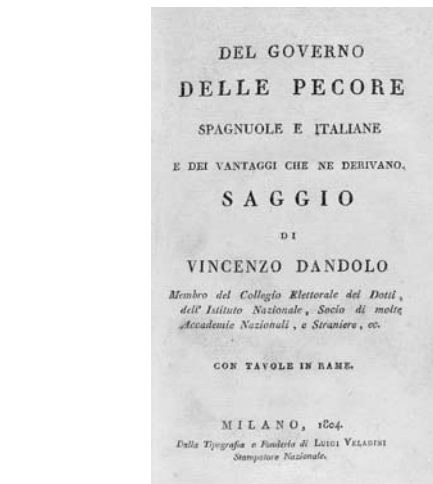 DEL GOVERNO
DELLE PECORE
SPAGNUOLE E ITALIANE
E DEI VANTAGGI CHE NE DERIVANO.
SAGGIO
DI
VINCENZO DANDOLO
Membro del Collegio Elettorale dei Dotti,
dell' Istituto Nazionale, Socio di molte
Accademie Nazionali, e Straniere, ec.
CON TAVOLE IN RAME.
MILANO, 1804.
Dalla Tipografia e Fonderia di LUIGI VELADINI
Stampatore Nazionale.